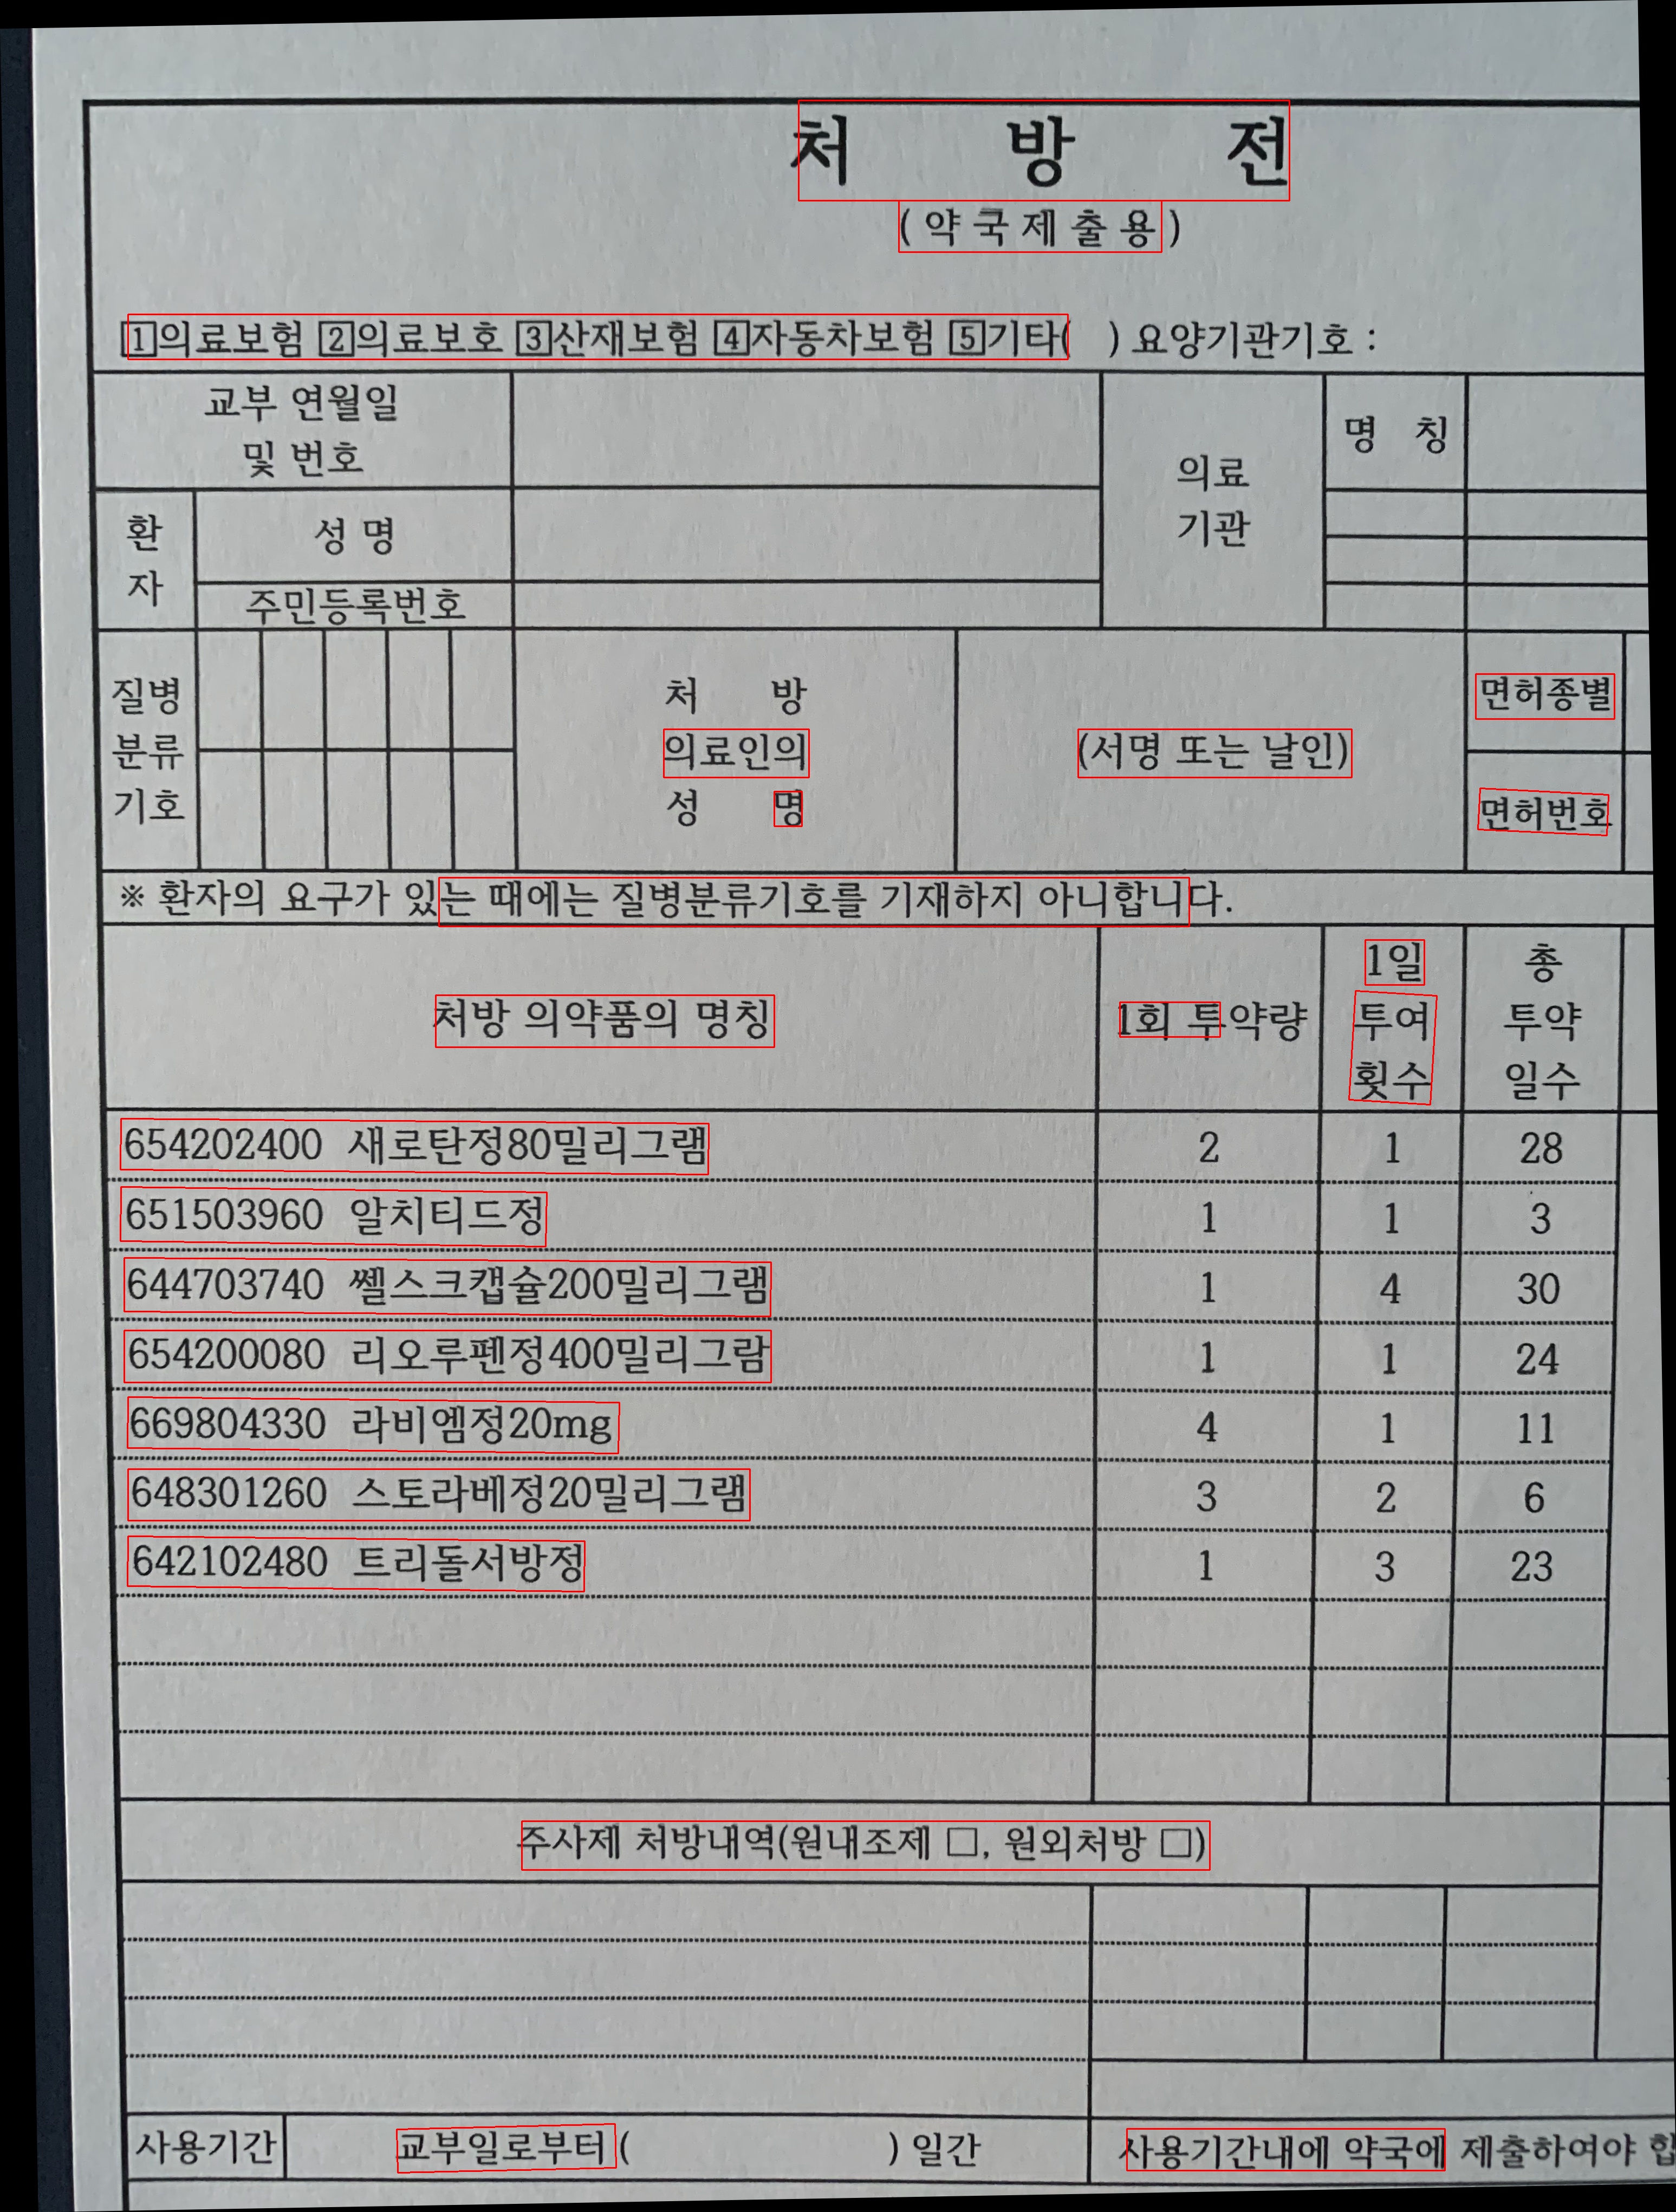 처 방 전
( 약 국 제 출 용 )
1 의료보험 2 의료보호 3 산재보험 4 자동차보험 5 기타( ) 요양기관기호 :
교부 연월일
및 번호
의료
기관
명 칭
환
자
성 명
주민등록번호
질병
분류
기호
처 방
의료인의
성 명
(서명 또는 날인)
면허종별
면허번호
※ 환자의 요구가 있는 때에는 질병분류기호를 기재하지 아니합니다.
처방 의약품의 명칭
1회 투약량
1일
투여
횟수
총
투약
일수
654202400 새로탄정80밀리그램 2 1 28
651503960 알치티드정 1 1 3
644703740 쎌스크캡슐200밀리그램 1 4 30
654200080 리오루펜정400밀리그람 1 1 24
669804330 라비엠정20mg 4 1 11
648301260 스토라베정20밀리그램 3 2 6
642102480 트리돌서방정 1 3 23
주사제 처방내역(원내조제 □, 원외처방 □)
사용기간
교부일로부터 ( ) 일간
사용기간내에 약국에 제출하여야 합